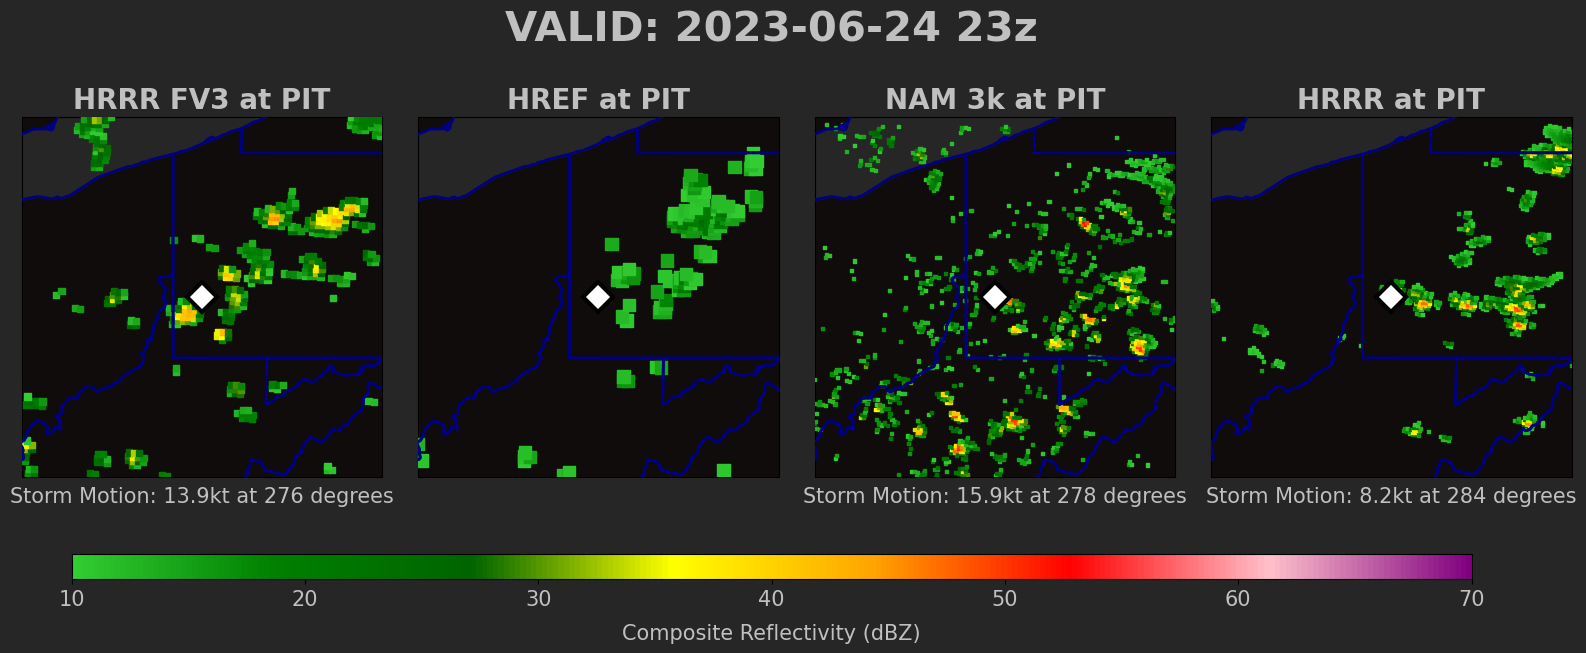 VALID: 2023-06-24 23z
HRRR FV3 at PIT
HREF at PIT
NAM 3k at PIT
HRRR at PIT
Storm Motion: 13.9kt at 276 degrees
Storm Motion: 15.9kt at 278 degrees
Storm Motion: 8.2kt at 284 degrees
10 20 30 40 50 60 70
Composite Reflectivity (dBZ)